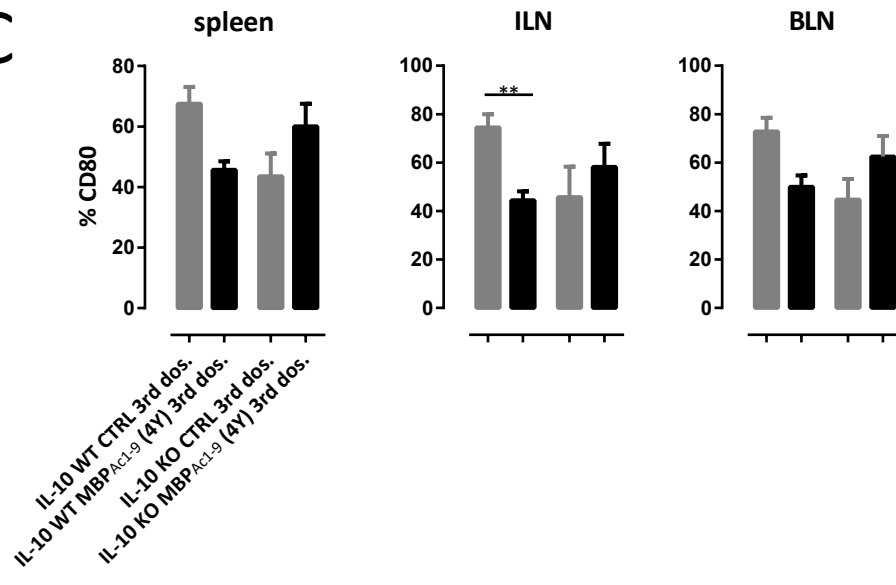 C
spleen
ILN
BLN
% CD80
80
60
40
20
0
100
80
60
40
20
0
100
80
60
40
20
0
**
IL-10 WT CTRL 3rd dos.
IL-10 WT MBPAc1-9 (4Y) 3rd dos.
IL-10 KO CTRL 3rd dos.
IL-10 KO MBPAc1-9 (4Y) 3rd dos.